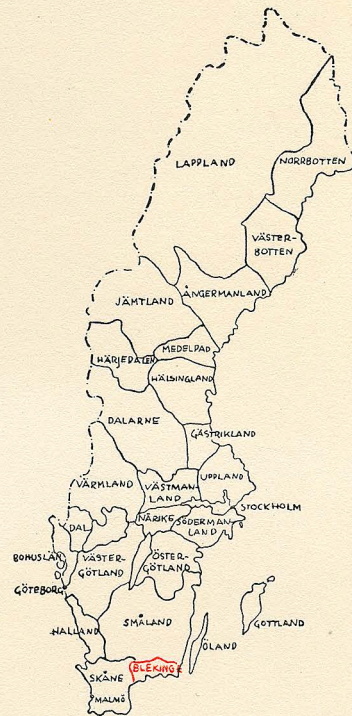 LAPPLAND
NORRBOTTEN
VÄSTER-
BOTTEN
ÅNGERMANLAND
JÄMTLAND
MEDELPAD
HÄRJEDALEN
HÄLSINGLAND
DALARNE
GÄSTRIKLAND
UPPLAND
VÄRMLAND
VÄSTMAN-
LAND
STOCKHOLM
NÄRIKE
SÖDERMAN-
LAND
DAL
BOHUSLÄN
VÄSTER-
GÖTLAND
ÖSTER-
GÖTLAND
GÖTEBORG
SMÅLAND
GOTTLAND
HALLAND
ÖLAND
BLEKINGE
SKÅNE
MALMÖ